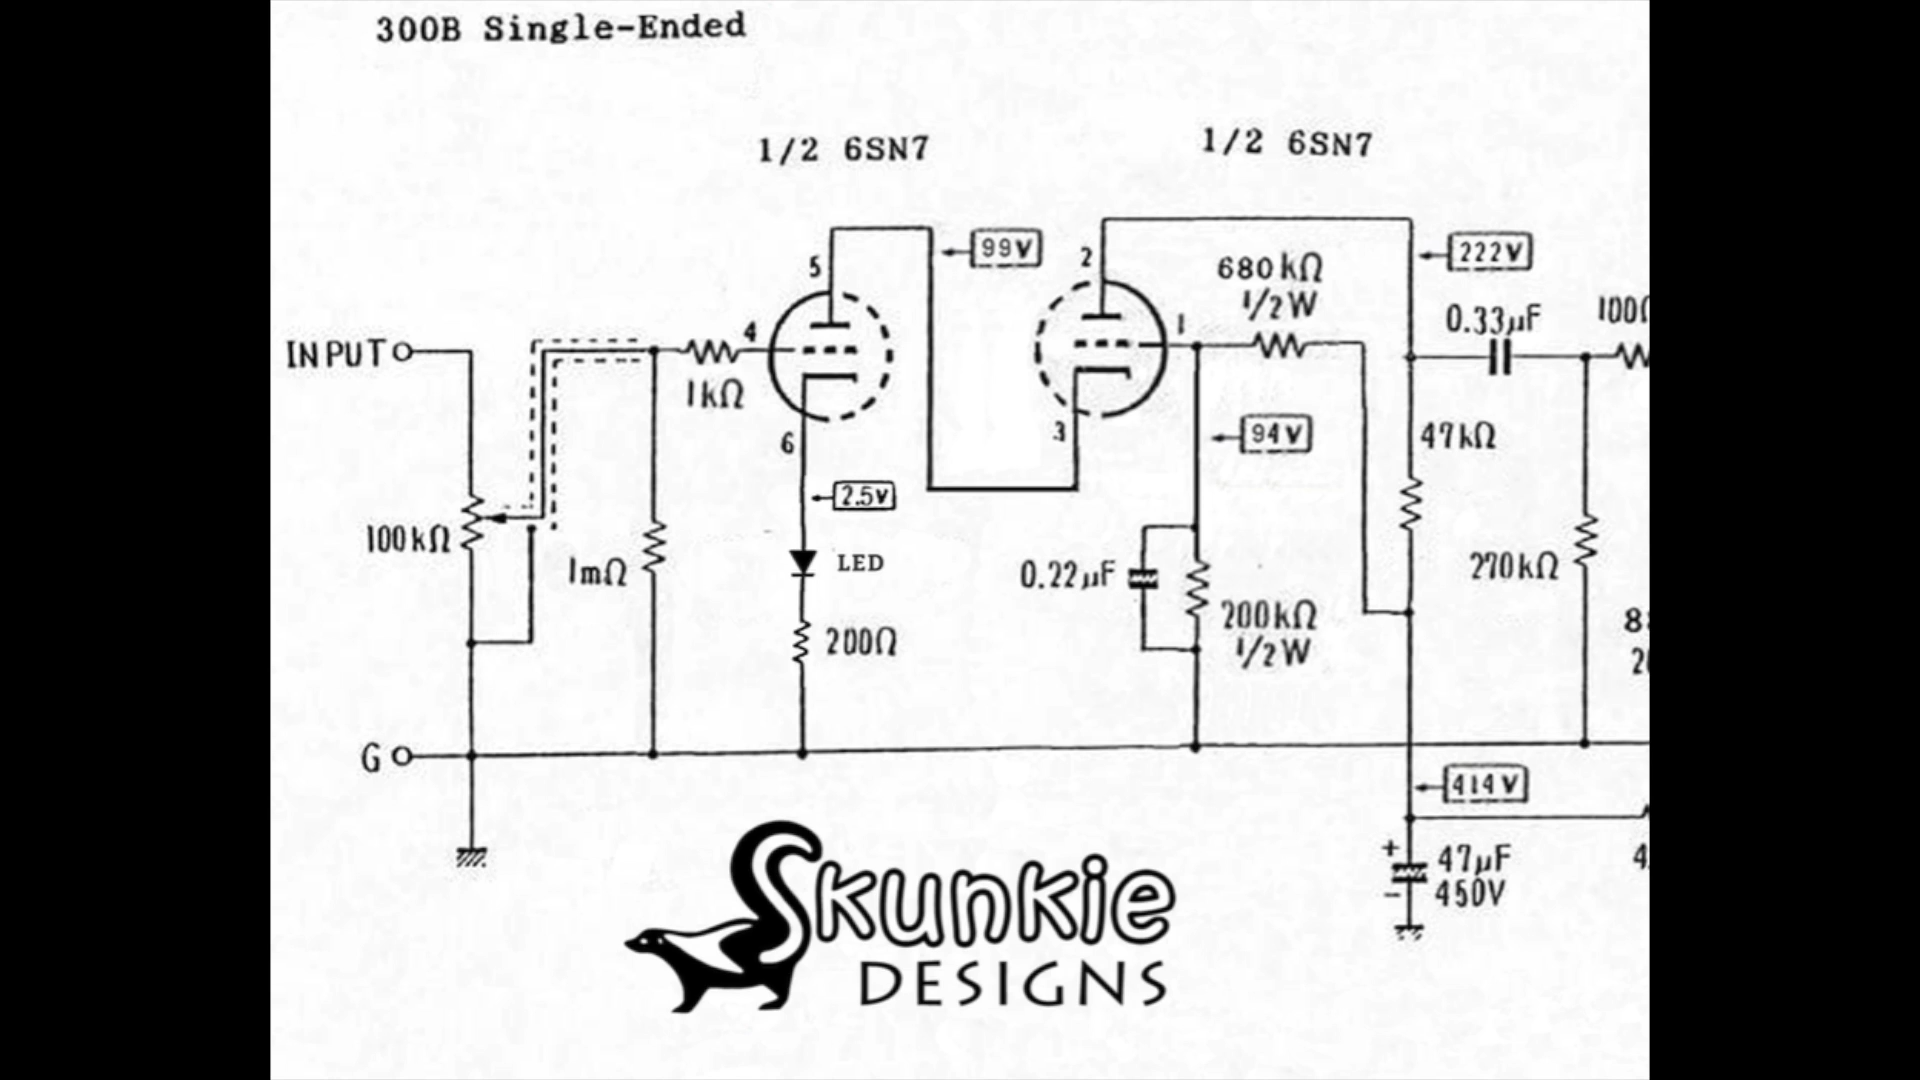 300B Single-Ended
1/2 6SN7
1/2 6SN7
99V
222V
5
2
680kΩ
1/2W
0.33µF
4
1
INPUT
1kΩ
6
3
94V
47kΩ
2.5V
100kΩ
1mΩ
LED
0.22µF
270kΩ
200Ω
200kΩ
1/2W
G
414V
+
47µF
-
450V
Skunkie
DESIGNS